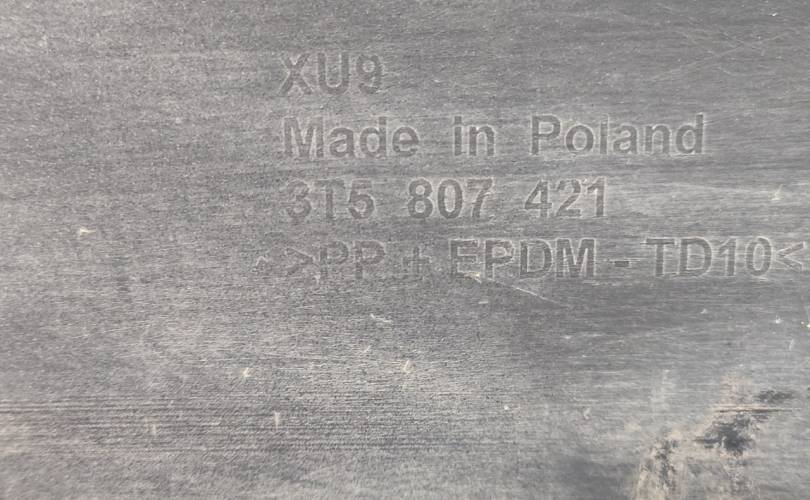 XU9
Made in Poland
3T5 807 421
>PP + EPDM - TD10<